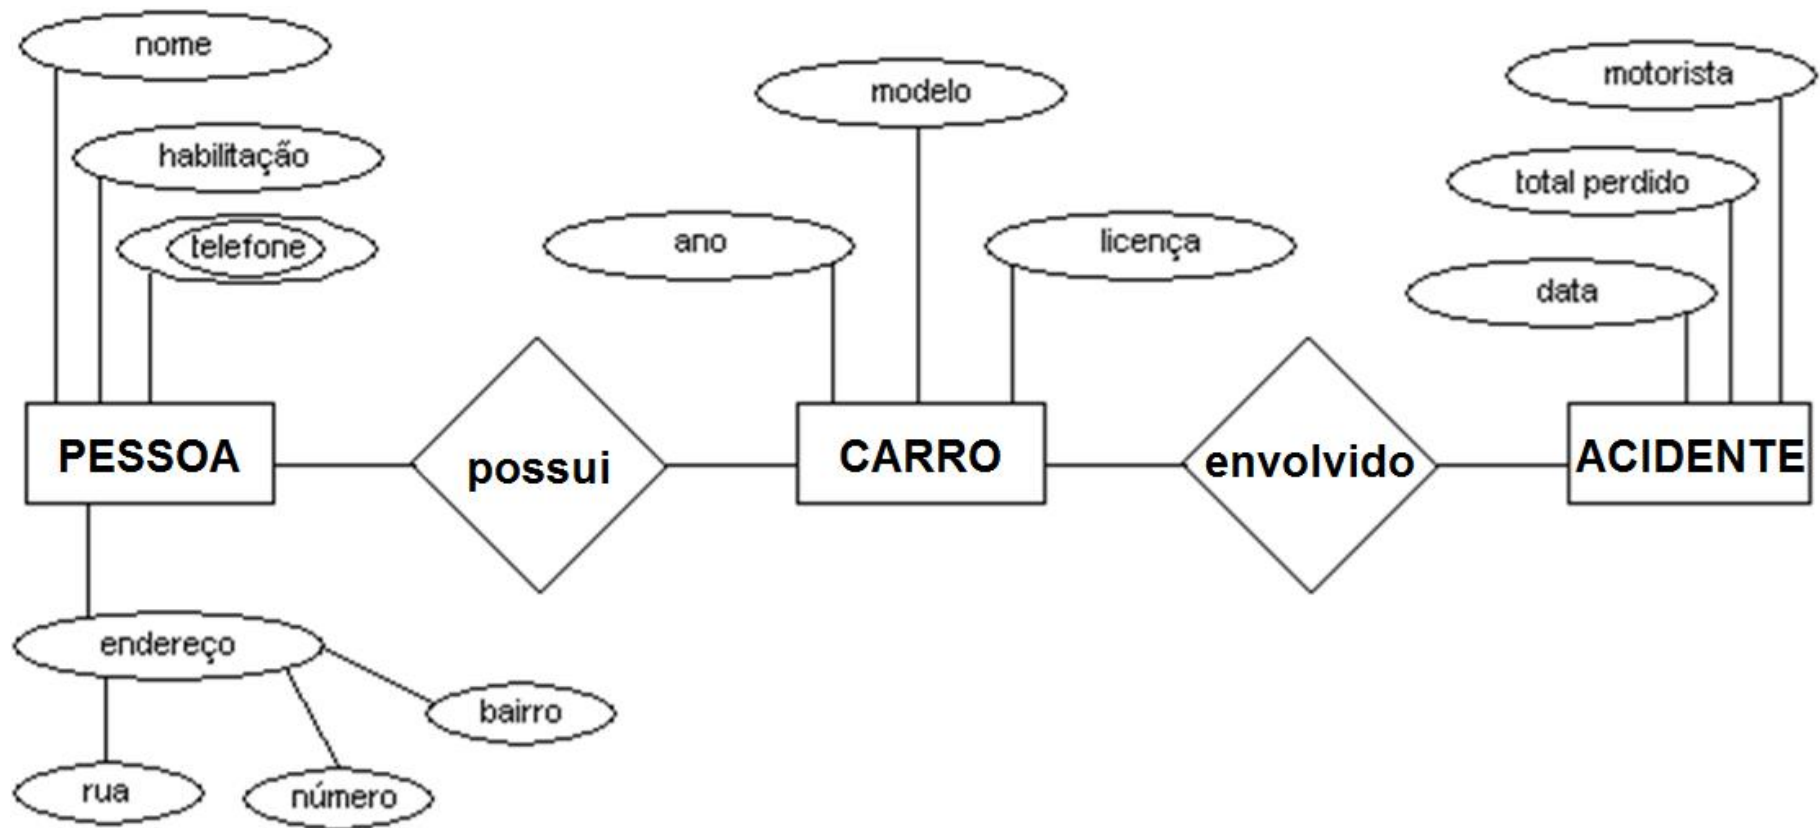 nome
habilitação
telefone
modelo
ano
licença
motorista
total perdido
data
PESSOA
possui
CARRO
envolvido
ACIDENTE
endereço
bairro
rua
número